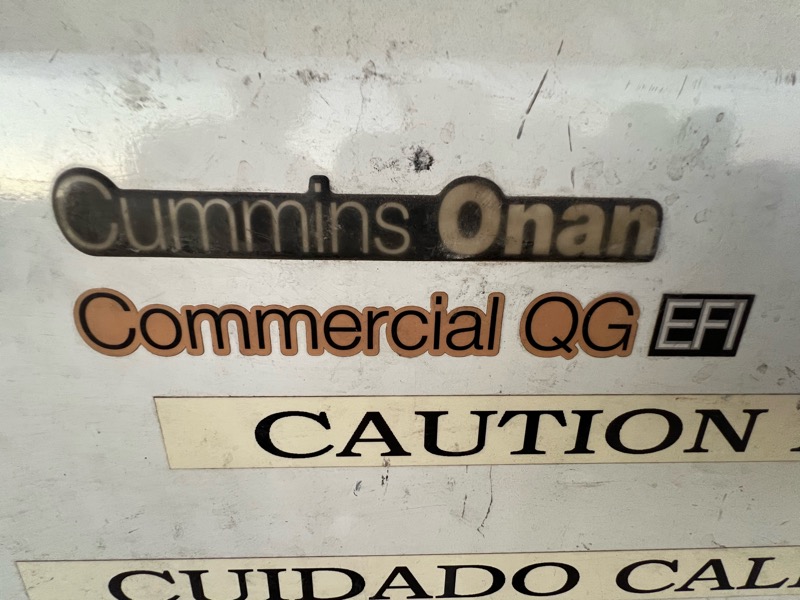 Cummins Onan
Commercial QG EFI
CAUTION
CUIDADO